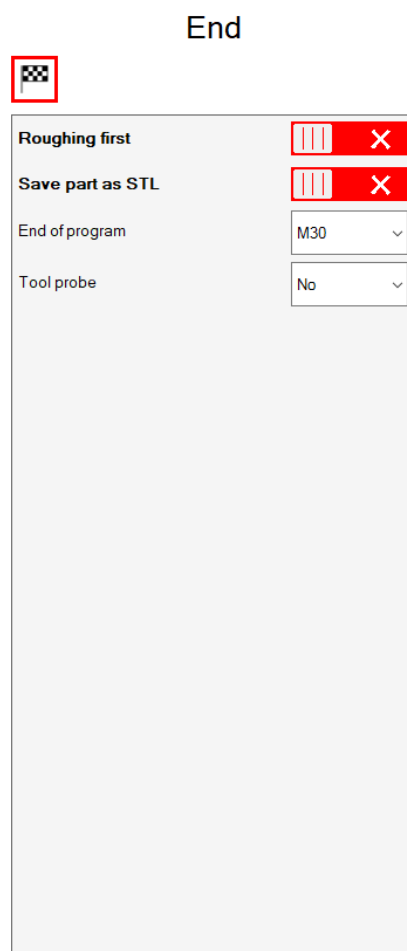 End
Roughing first
Save part as STL
End of program M30
Tool probe No